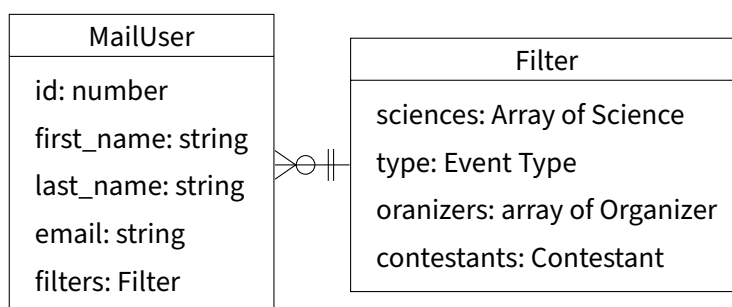 MailUser
id: number
first_name: string
last_name: string
email: string
filters: Filter
Filter
sciences: Array of Science
type: Event Type
oranizers: array of Organizer
contestants: Contestant